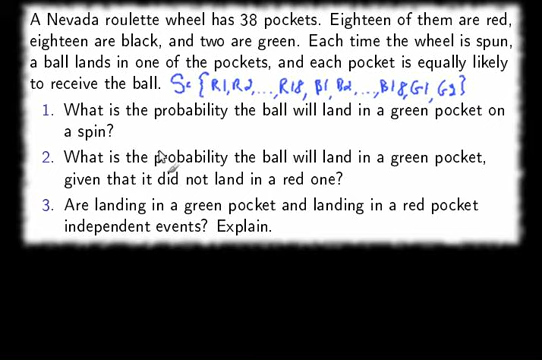 A Nevada roulette wheel has 38 pockets. Eighteen of them are red,
eighteen are black, and two are green. Each time the wheel is spun,
a ball lands in one of the pockets, and each pocket is equally likely
to receive the ball. S = {R1, R2, ..., R18, B1, B2, ..., B18, G1, G2}
1. What is the probability the ball will land in a green pocket on
a spin?
2. What is the probability the ball will land in a green pocket,
given that it did not land in a red one?
3. Are landing in a green pocket and landing in a red pocket
independent events? Explain.